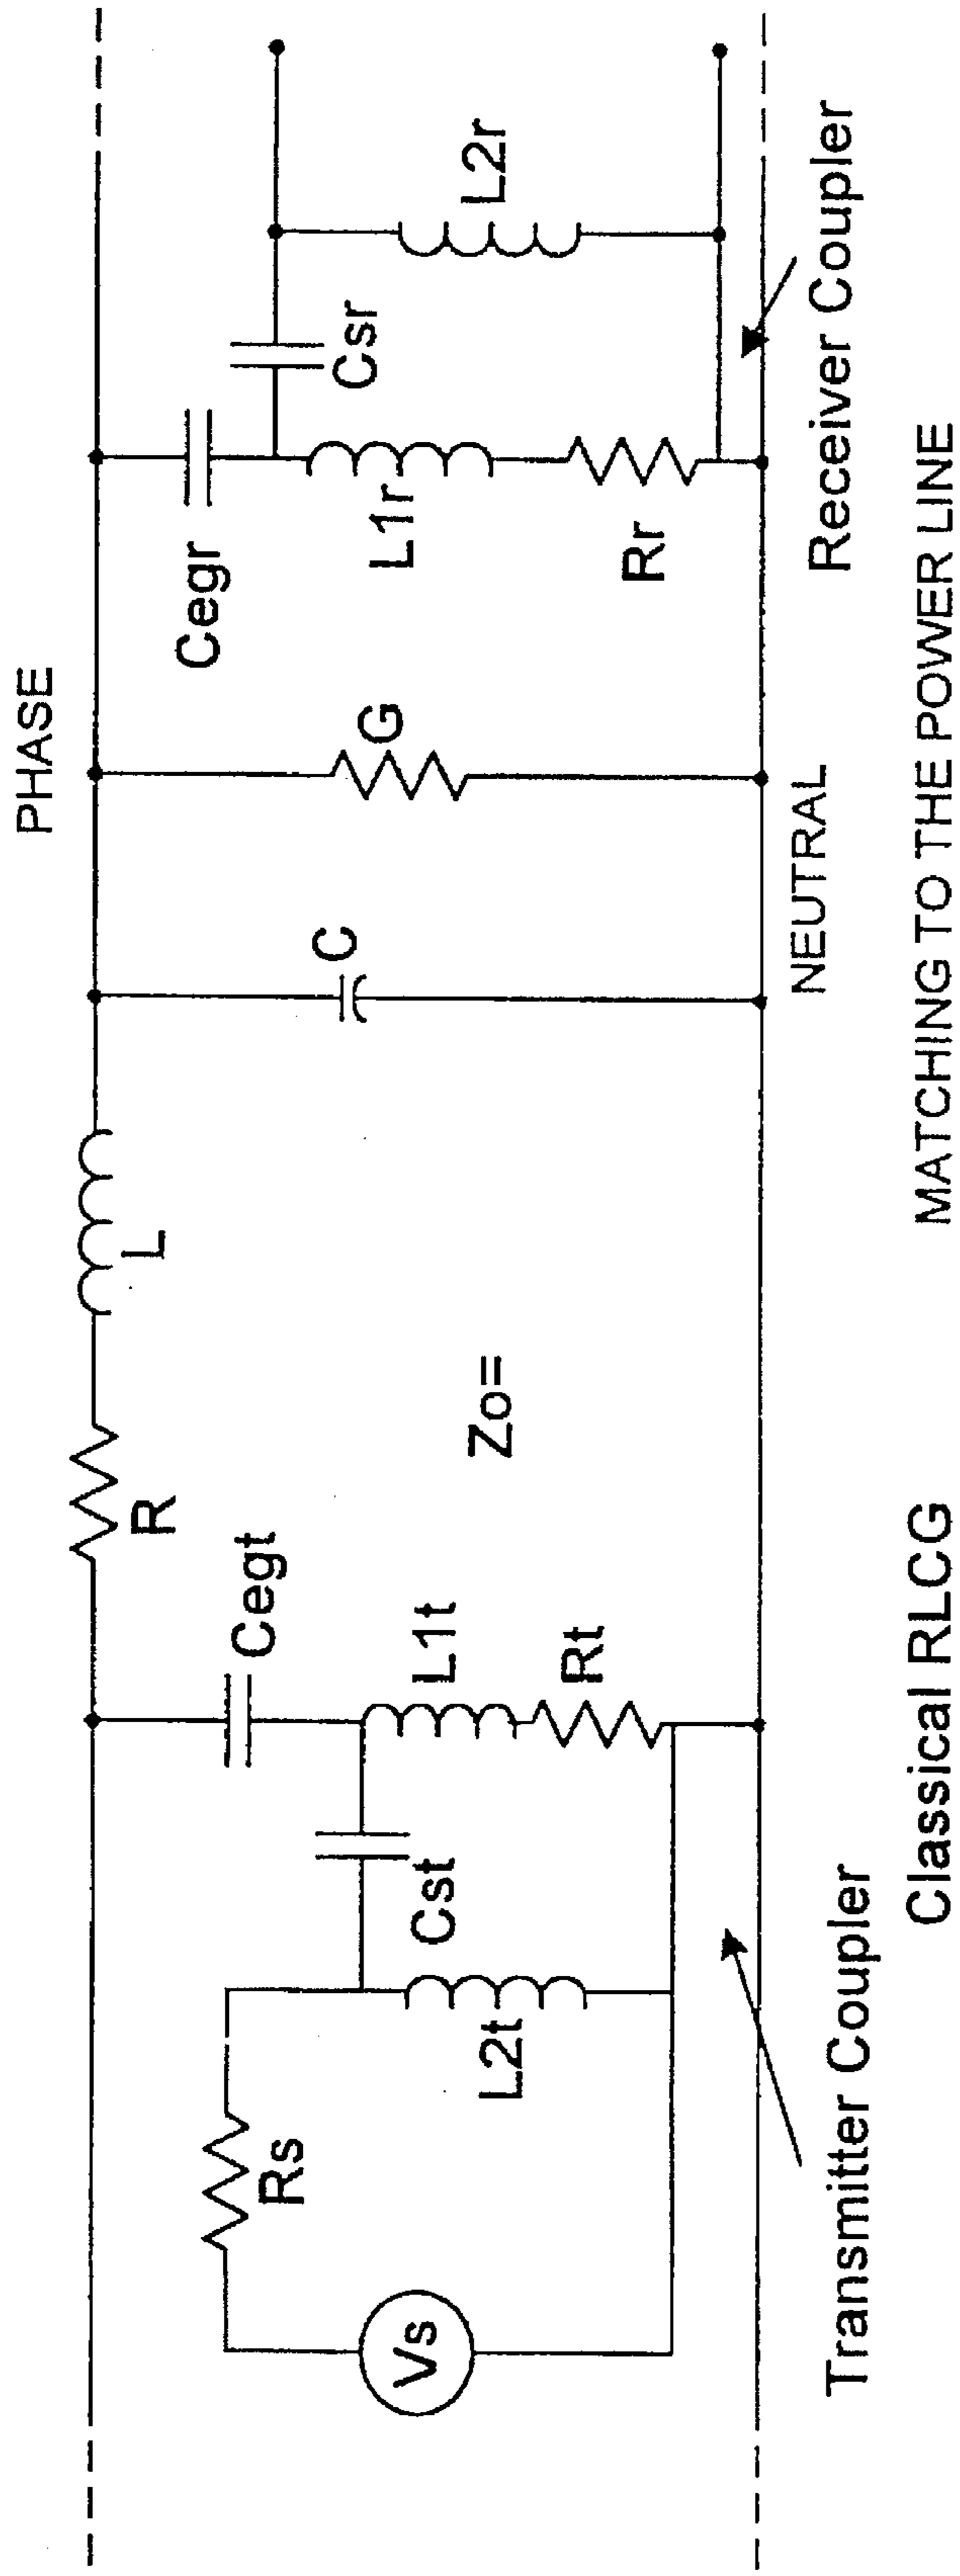 PHASE
R
L
C
G
Cegt
L1t
Rt
Cst
L2t
Rs
Vs
Zo=
Cegr
L1r
Rr
Csr
L2r
NEUTRAL
Transmitter Coupler
Receiver Coupler
Classical RLCG
MATCHING TO THE POWER LINE